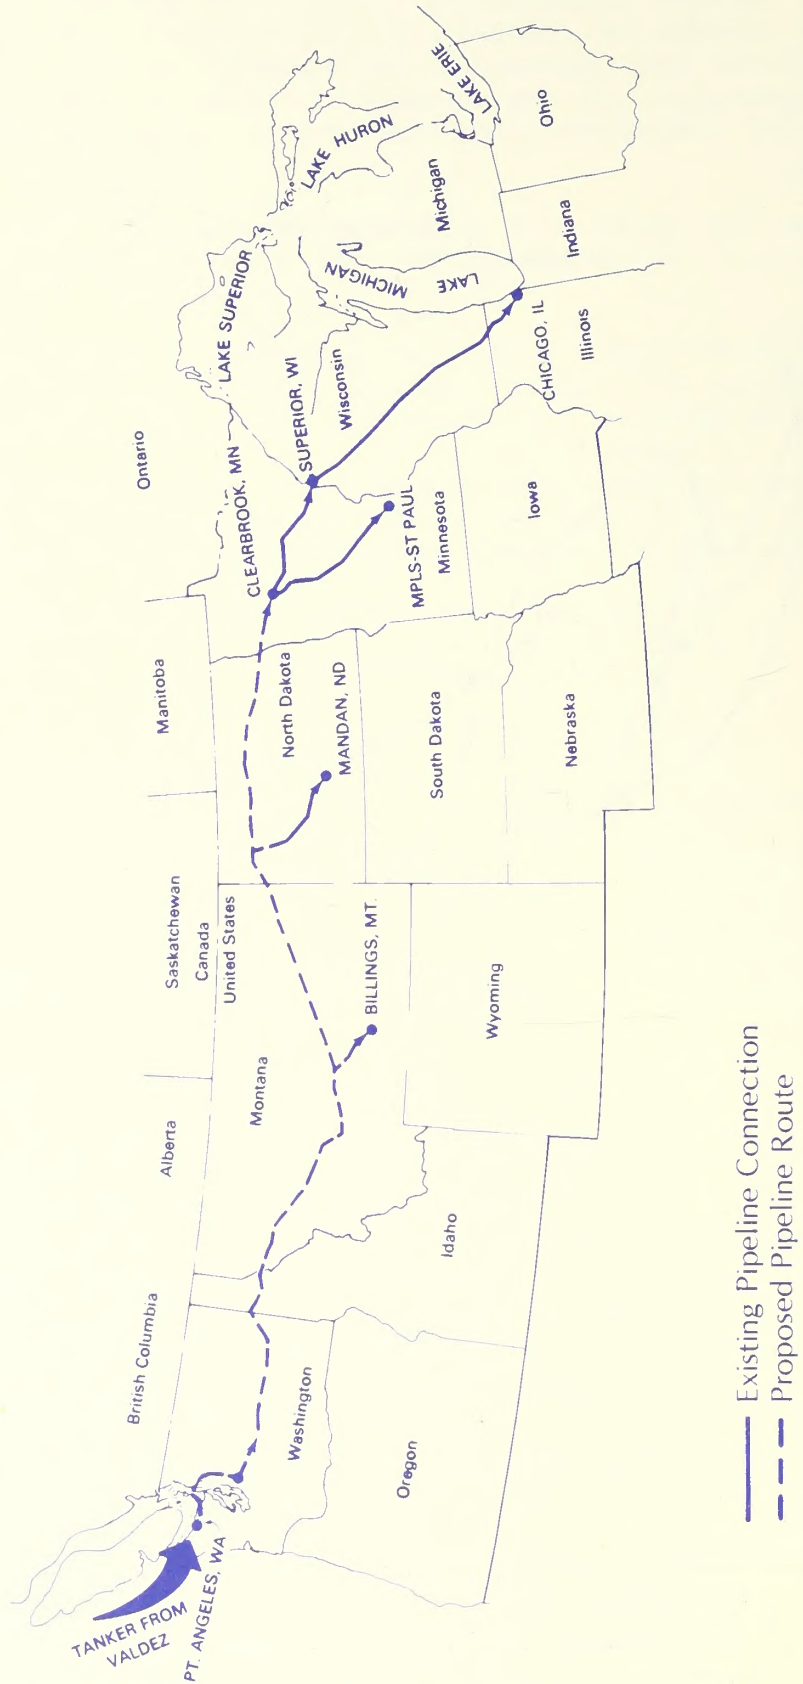 TANKER FROM
VALDEZ
PT. ANGELES, WA
British Columbia
Washington
Oregon
Idaho
Alberta
Montana
Saskatchewan
Canada
United States
BILLINGS, MT.
Wyoming
Manitoba
North Dakota
MANDAN, ND
South Dakota
Nebraska
Ontario
CLEARBROOK, MN
MPLS-ST PAUL
Minnesota
Iowa
SUPERIOR, WI
Wisconsin
LAKE SUPERIOR
LAKE MICHIGAN
CHICAGO, IL
Illinois
Indiana
Michigan
LAKE HURON
LAKE ERIE
Ohio
Existing Pipeline Connection
Proposed Pipeline Route